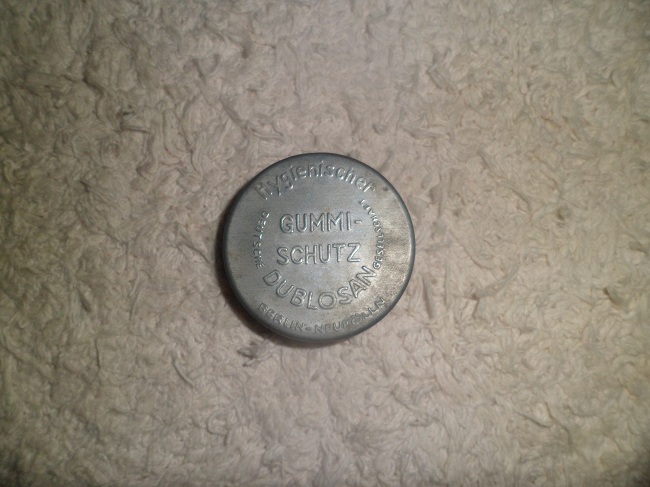 Hygienischer
GUMMI-
SCHUTZ
DUBLOSAN
BERLIN-NEUKÖLLN